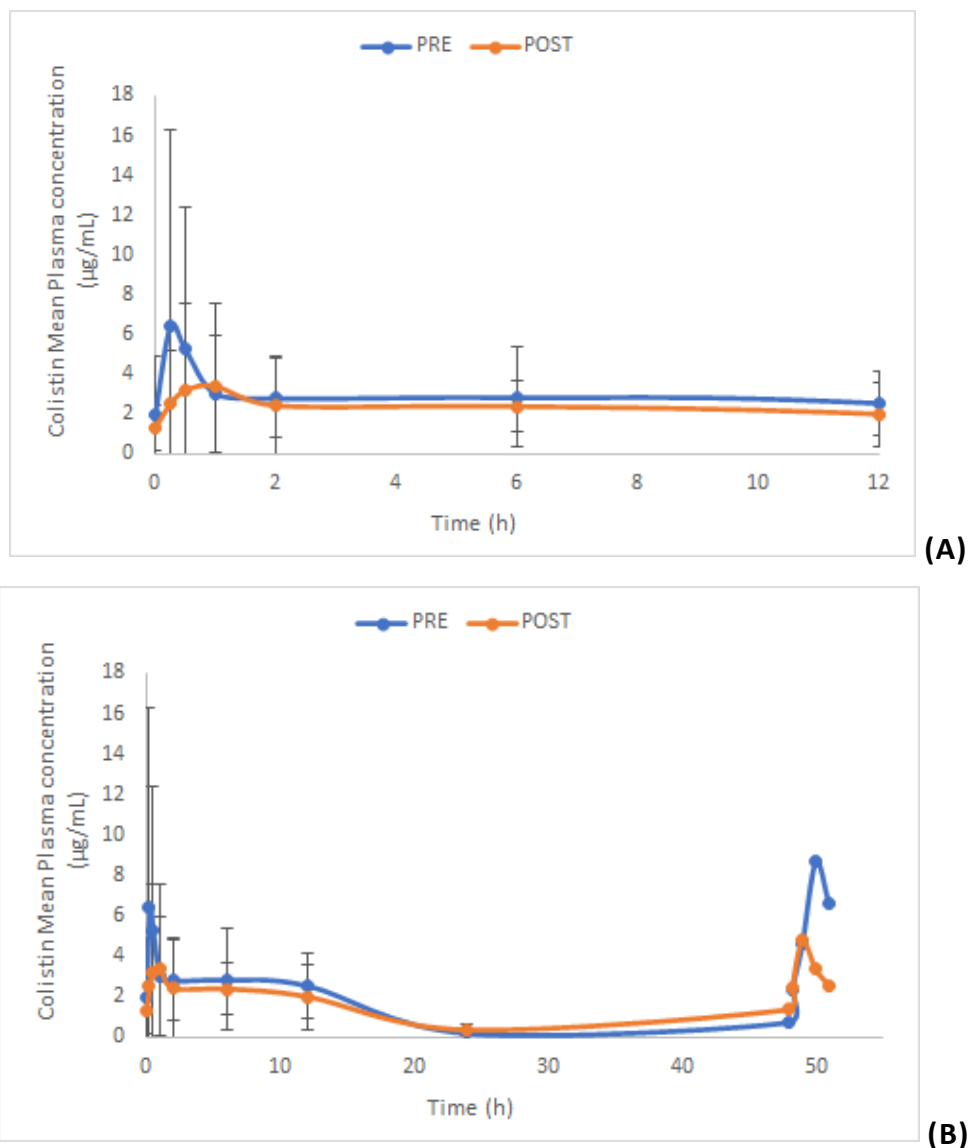 PRE POST
Colistin Mean Plasma concentration
(µg/mL)
18
16
14
12
10
8
6
4
2
0
0 2 4 6 8 10 12
Time (h)
(A)
PRE POST
Colistin Mean Plasma concentration
(µg/mL)
18
16
14
12
10
8
6
4
2
0
0 10 20 30 40 50
Time (h)
(B)